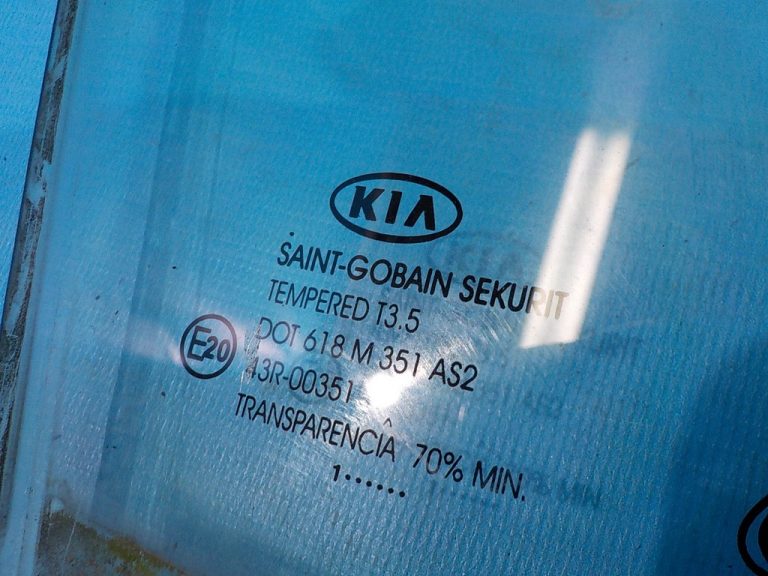 KIA
SAINT-GOBAIN SEKURIT
TEMPERED T3.5
DOT 618 M 351 AS2
E20
43R-00351
TRANSPARENCIA 70% MIN.
1......